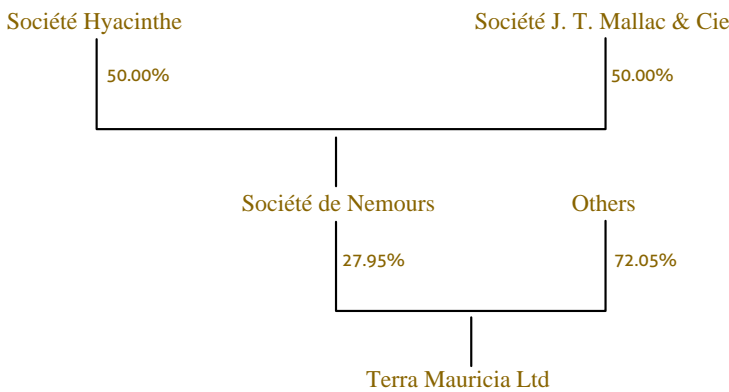 Société Hyacinthe
Société J. T. Mallac & Cie
50.00%
50.00%
Société de Nemours
Others
27.95%
72.05%
Terra Mauricia Ltd